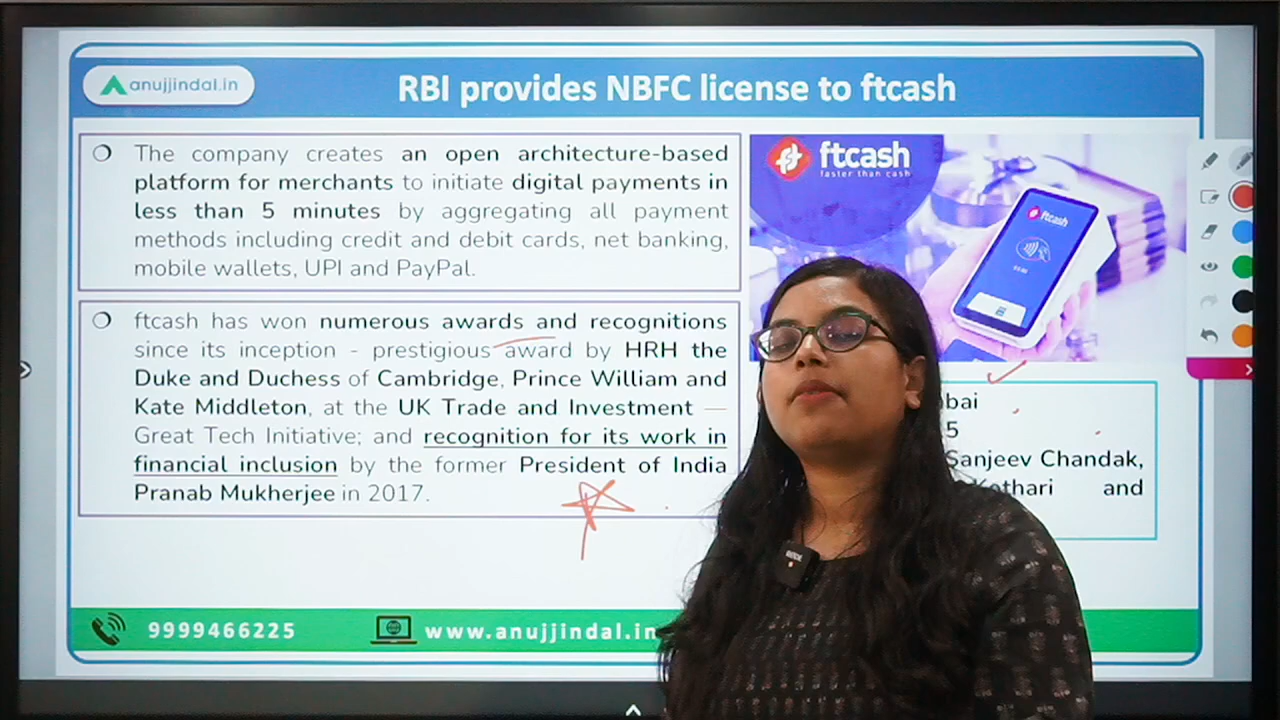 anujjindal.in
RBI provides NBFC license to ftcash
The company creates an open architecture-based
platform for merchants to initiate digital payments in
less than 5 minutes by aggregating all payment
methods including credit and debit cards, net banking,
mobile wallets, UPI and PayPal.
ftcash has won numerous awards and recognitions
since its inception - prestigious award by HRH the
Duke and Duchess of Cambridge, Prince William and
Kate Middleton, at the UK Trade and Investment —
Great Tech Initiative; and recognition for its work in
financial inclusion by the former President of India
Pranab Mukherjee in 2017.
ftcash
faster than cash
ftcash
5
Sanjeev Chandak,
and
9999466225
www.anujjindal.in